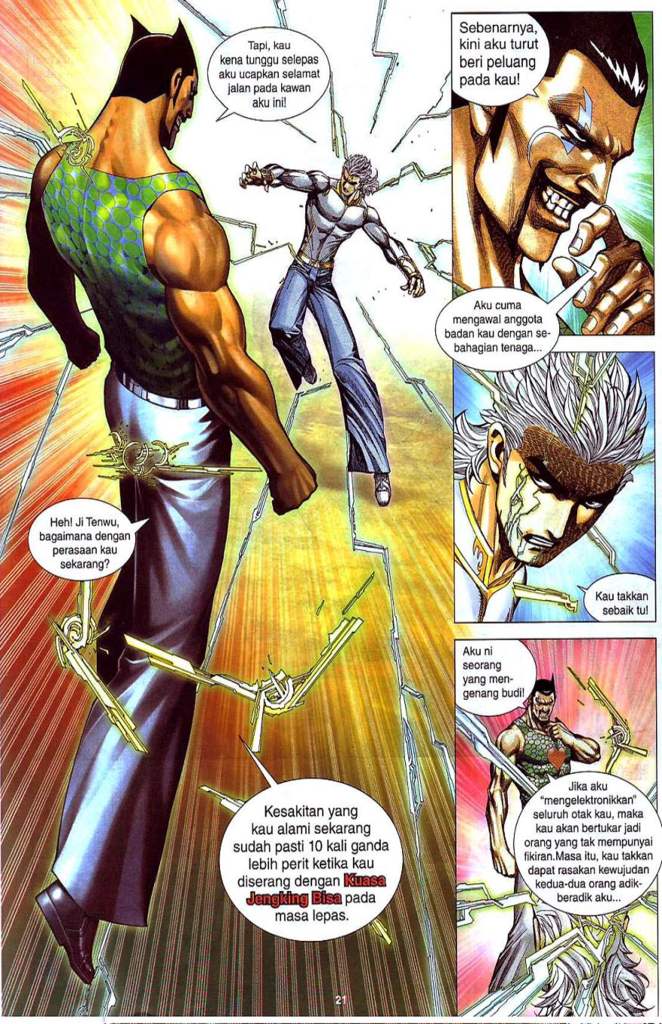 Tapi, kau
kena tunggu selepas
aku ucapkan selamat
jalan pada kawan
aku ini!
Heh! Ji Tenwu,
bagaimana dengan
perasaan kau
sekarang?
Kesakitan yang
kau alami sekarang
sudah pasti 10 kali ganda
lebih perit ketika kau
diserang dengan Kuasa
Jengking Bisa pada
masa lepas.
Sebenarnya,
kini aku turut
beri peluang
pada kau!
Aku cuma
mengawal anggota
badan kau dengan se-
bahagian tenaga...
Kau takkan
sebaik tu!
Aku ni
seorang
yang men-
genang budi!
Jika aku
"mengelektronikkan"
seluruh otak kau, maka
kau akan bertukar jadi
orang yang tak mempunyai
fikiran.Masa itu, kau takkan
dapat rasakan kewujudan
kedua-dua orang adik-
beradik aku...
21